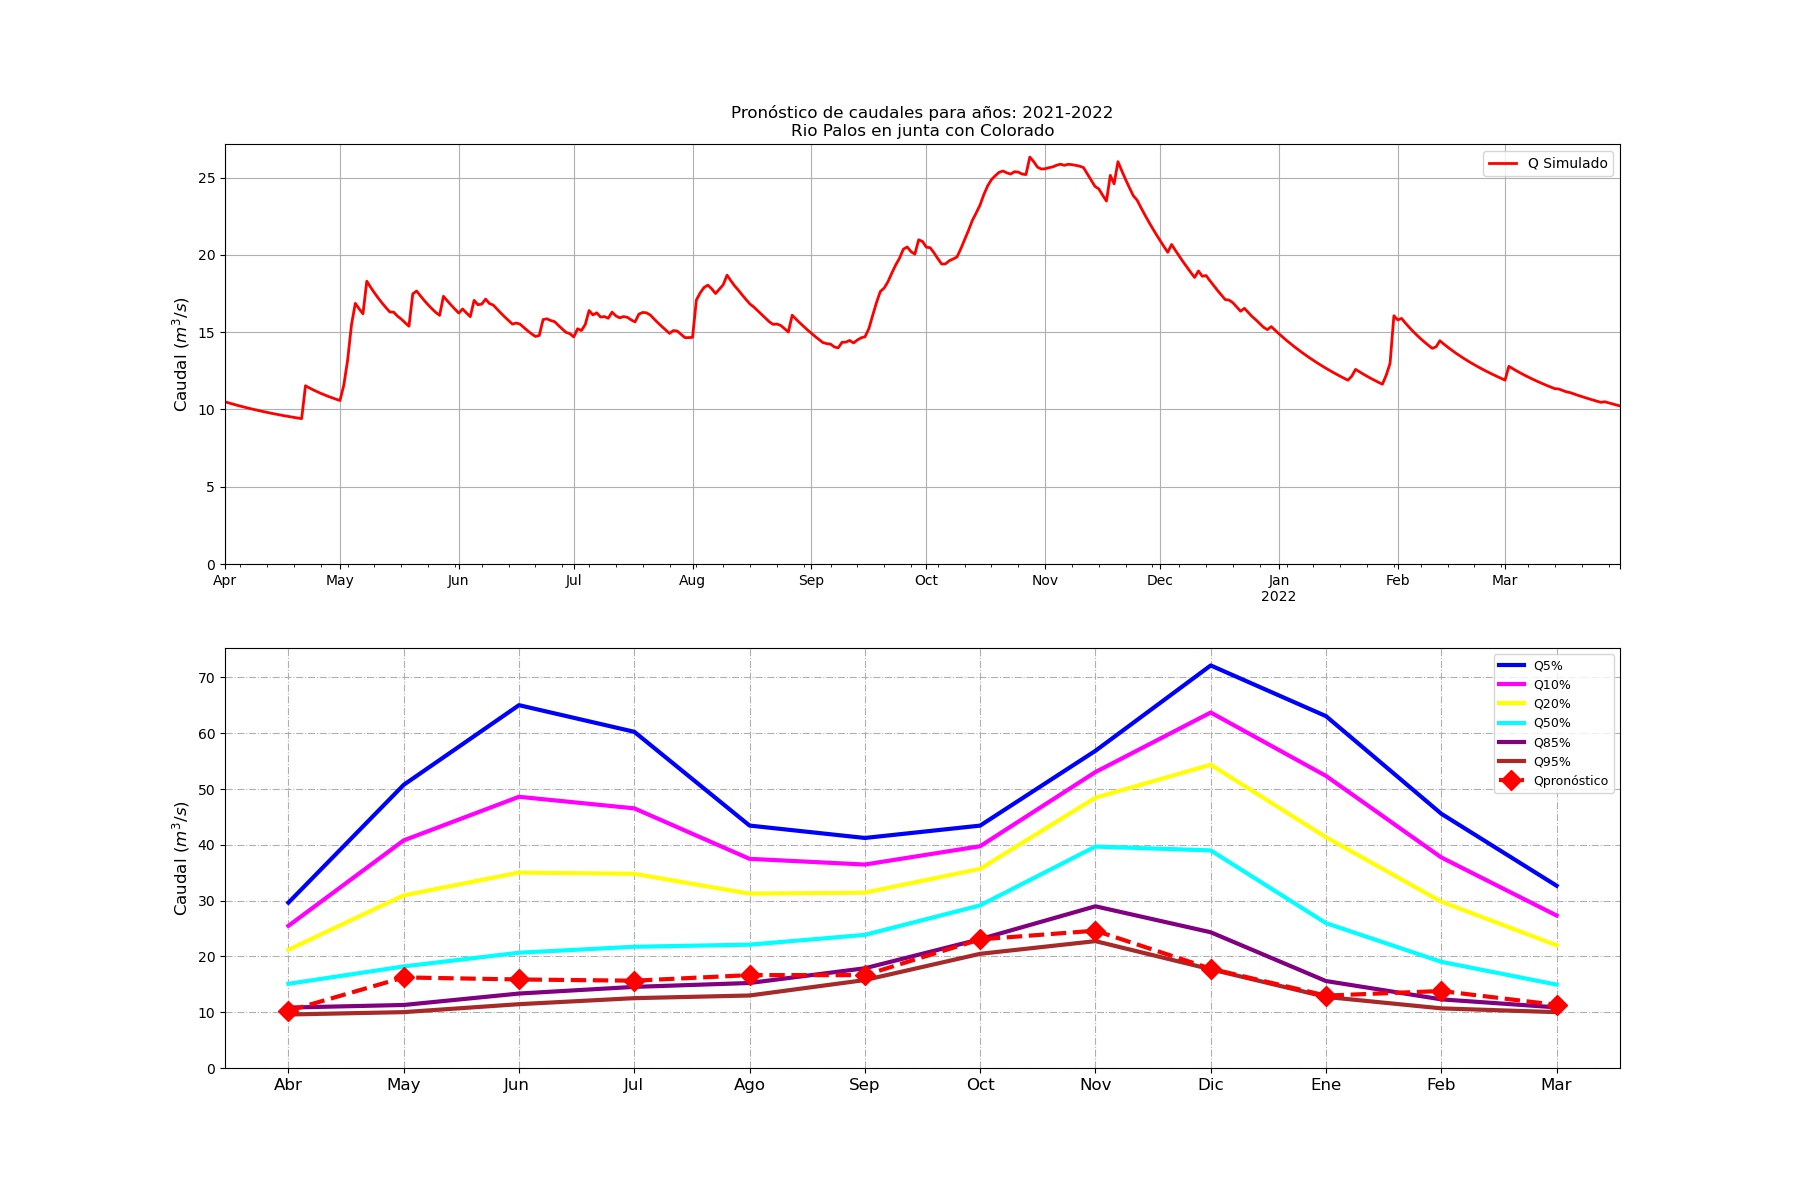 Pronóstico de caudales para años: 2021-2022
Rio Palos en junta con Colorado
Caudal (m³/s)
25
20
15
10
5
0
Q Simulado
Apr May Jun Jul Aug Sep Oct Nov Dec Jan Feb Mar
2022
Caudal (m³/s)
70
60
50
40
30
20
10
0
Q5%
Q10%
Q20%
Q50%
Q85%
Q95%
Qpronóstico
Abr May Jun Jul Ago Sep Oct Nov Dic Ene Feb Mar